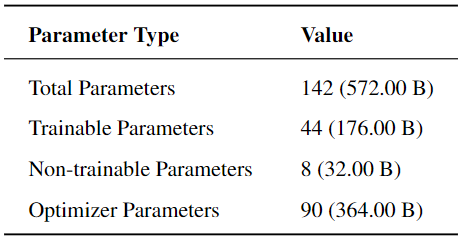 Parameter Type Value
Total Parameters 142 (572.00 B)
Trainable Parameters 44 (176.00 B)
Non-trainable Parameters 8 (32.00 B)
Optimizer Parameters 90 (364.00 B)